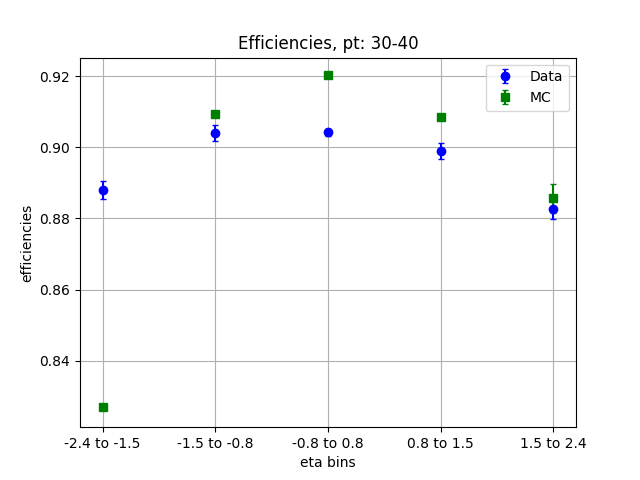 Efficiencies, pt: 30-40
Data
MC
0.92
0.90
0.88
0.86
0.84
efficiencies
-2.4 to -1.5
-1.5 to -0.8
-0.8 to 0.8
0.8 to 1.5
1.5 to 2.4
eta bins